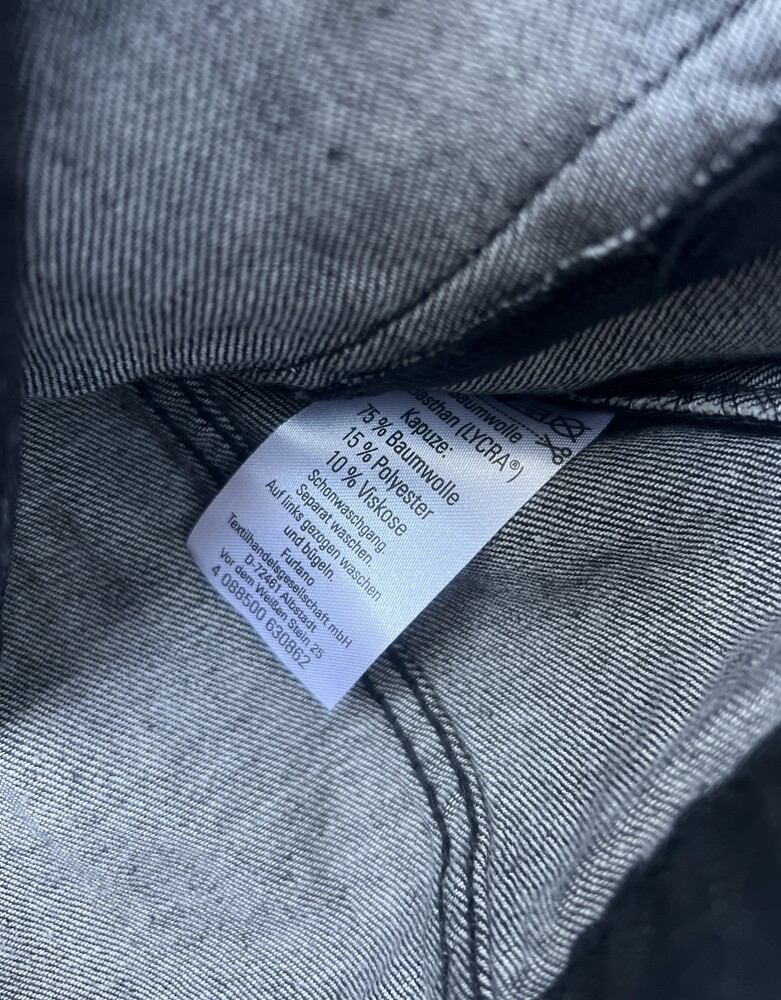 Baumwolle
Elasthan (LYCRA®)
Kapuze:
75 % Baumwolle
15 % Polyester
10 % Viskose
Schonwaschgang.
Separat waschen.
Auf links gezogen waschen
und bügeln.
Furfano
Textilhandelsgesellschaft mbH
D-72461 Albstadt
Vor dem Weißen Stein 25
4 088500 630862